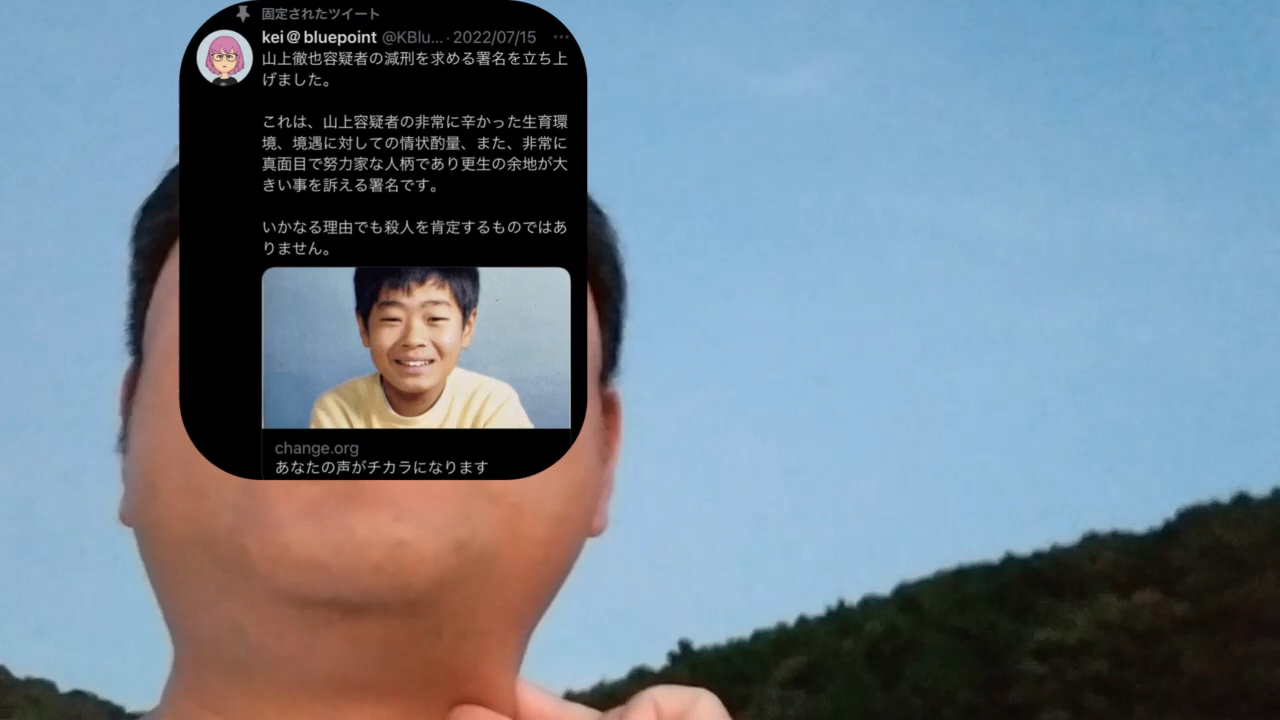 固定されたツイート
kei@bluepoint @KBlu... · 2022/07/15 ···
山上徹也容疑者の減刑を求める署名を立ち上
げました。
これは、山上容疑者の非常に辛かった生育環
境、境遇に対しての情状酌量、また、非常に
真面目で努力家な人柄であり更生の余地が大
きい事を訴える署名です。
いかなる理由でも殺人を肯定するものではあ
りません。
change.org
あなたの声がチカラになります